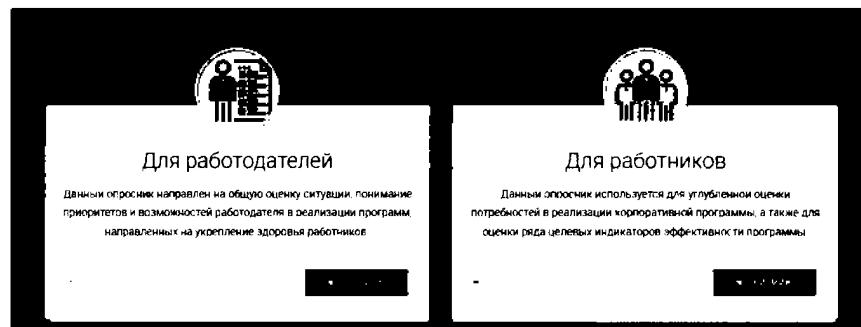 Для работодателей
Данный опросник направлен на общую оценку ситуации, понимание
приоритетов и возможностей работодателя в реализации программ,
направленных на укрепление здоровья работников
Для работников
Данный опросник используется для углубленной оценки
потребностей в реализации корпоративной программы, а также для
оценки ряда целевых индикаторов эффективности программы